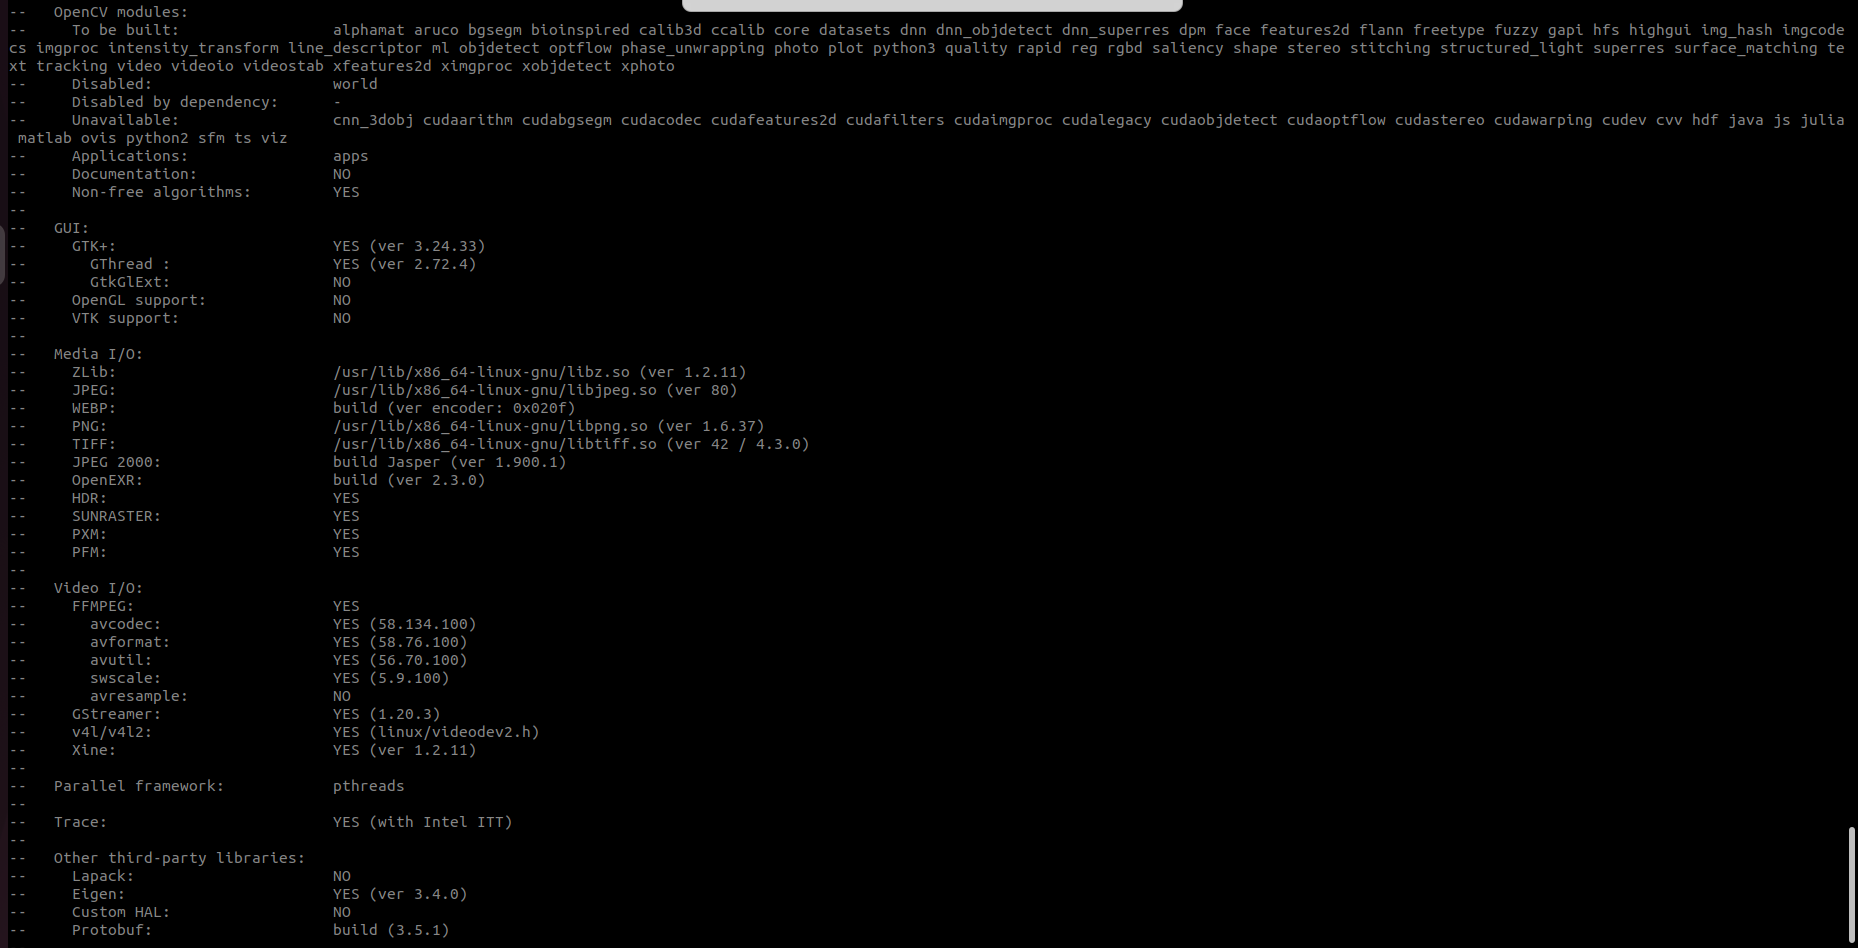 --   OpenCV modules:
--     To be built:                 alphamat aruco bgsegm bioinspired calib3d ccalib core datasets dnn dnn_objdetect dnn_superres dpm face features2d flann freetype fuzzy gapi hfs highgui img_hash imgcode
cs imgproc intensity_transform line_descriptor ml objdetect optflow phase_unwrapping photo plot python3 quality rapid reg rgbd saliency shape stereo stitching structured_light superres surface_matching te
xt tracking video videoio videostab xfeatures2d ximgproc xobjdetect xphoto
--     Disabled:                    world
--     Disabled by dependency:      -
--     Unavailable:                 cnn_3dobj cudaarithm cudabgsegm cudacodec cudafeatures2d cudafilters cudaimgproc cudalegacy cudaobjdetect cudaoptflow cudastereo cudawarping cudev cvv hdf java js julia
 matlab ovis python2 sfm ts viz
--     Applications:                apps
--     Documentation:               NO
--     Non-free algorithms:         YES
--
--   GUI:
--     GTK+:                        YES (ver 3.24.33)
--       GThread :                  YES (ver 2.72.4)
--       GtkGlExt:                  NO
--     OpenGL support:              NO
--     VTK support:                 NO
--
--   Media I/O:
--     ZLib:                        /usr/lib/x86_64-linux-gnu/libz.so (ver 1.2.11)
--     JPEG:                        /usr/lib/x86_64-linux-gnu/libjpeg.so (ver 80)
--     WEBP:                        build (ver encoder: 0x020f)
--     PNG:                         /usr/lib/x86_64-linux-gnu/libpng.so (ver 1.6.37)
--     TIFF:                        /usr/lib/x86_64-linux-gnu/libtiff.so (ver 42 / 4.3.0)
--     JPEG 2000:                   build Jasper (ver 1.900.1)
--     OpenEXR:                     build (ver 2.3.0)
--     HDR:                         YES
--     SUNRASTER:                   YES
--     PXM:                         YES
--     PFM:                         YES
--
--   Video I/O:
--     FFMPEG:                      YES
--       avcodec:                   YES (58.134.100)
--       avformat:                  YES (58.76.100)
--       avutil:                    YES (56.70.100)
--       swscale:                   YES (5.9.100)
--       avresample:                NO
--     GStreamer:                   YES (1.20.3)
--     v4l/v4l2:                    YES (linux/videodev2.h)
--     Xine:                        YES (ver 1.2.11)
--
--   Parallel framework:            pthreads
--
--   Trace:                         YES (with Intel ITT)
--
--   Other third-party libraries:
--     Lapack:                      NO
--     Eigen:                       YES (ver 3.4.0)
--     Custom HAL:                  NO
--     Protobuf:                    build (3.5.1)